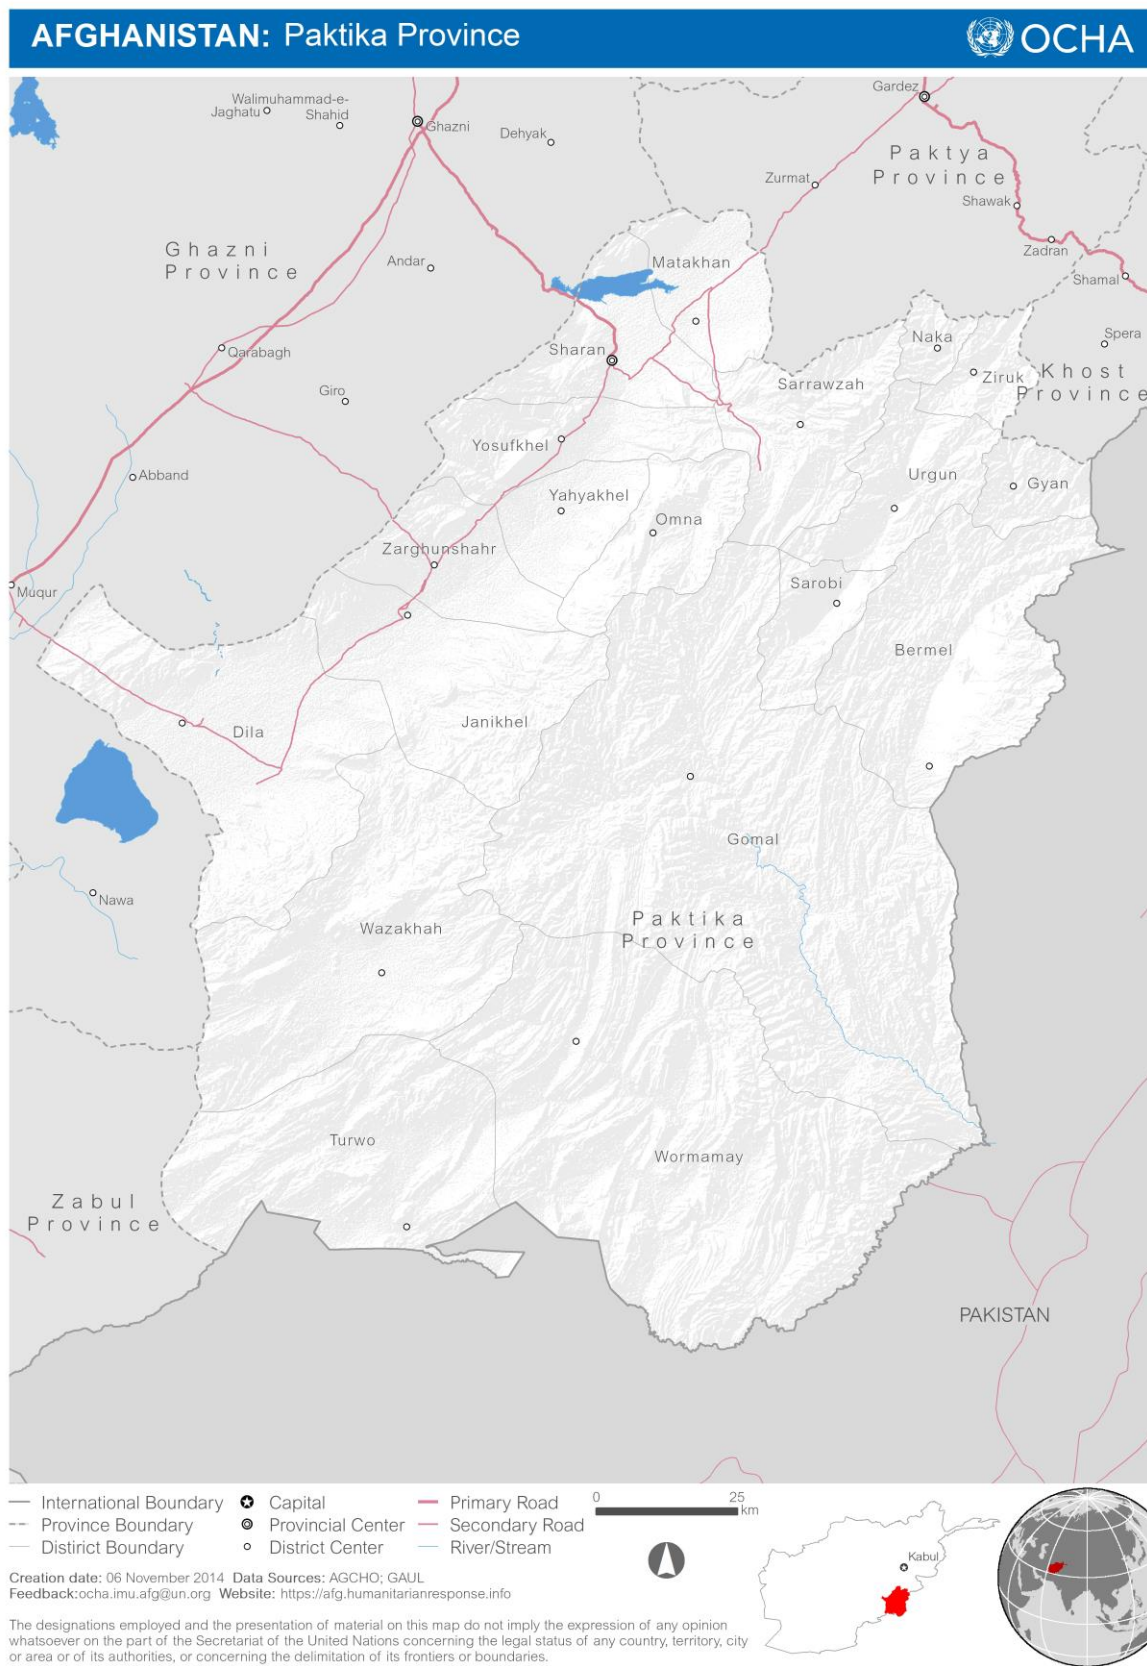 AFGHANISTAN: Paktika Province
OCHA
Gardez
Walimuhammad-e-
Shahid
Jaghatu
Ghazni
Dehyak
Paktya
Province
Zurmat
Shawak
Zadran
Ghazni
Province
Andar
Matakhan
Shamal
Qarabagh
Sharan
Naka
Spera
Giro
Sarrawzah
Ziruk
Khost
Province
Yosufkhel
Abband
Urgun
Gyan
Yahyakhel
Omna
Zarghunshahr
Muqur
Sarobi
Bermel
Dila
Janikhel
Gomal
Nawa
Wazakhah
Paktika
Province
Turwo
Wormamay
Zabul
Province
PAKISTAN
International Boundary
Province Boundary
Distirict Boundary
Capital
Provincial Center
District Center
Primary Road
Secondary Road
River/Stream
0 25
km
Kabul
Creation date: 06 November 2014 Data Sources: AGCHO; GAUL
Feedback:ocha.imu.afg@un.org Website: https://afg.humanitarianresponse.info
The designations employed and the presentation of material on this map do not imply the expression of any opinion
whatsoever on the part of the Secretariat of the United Nations concerning the legal status of any country, territory, city
or area or of its authorities, or concerning the delimitation of its frontiers or boundaries.